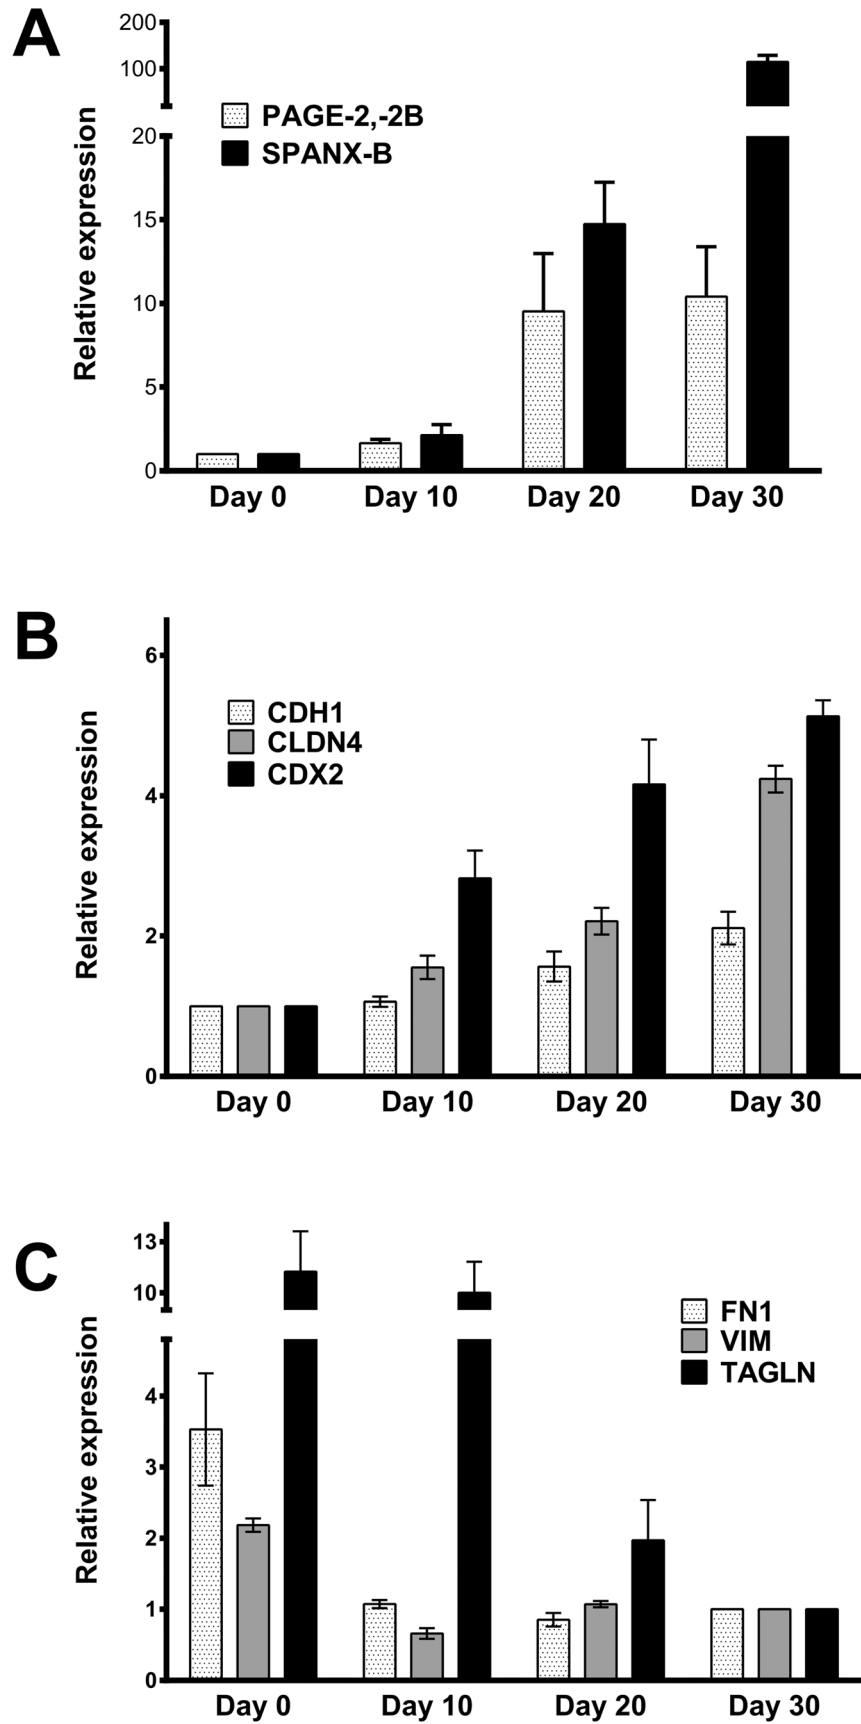 A
200
100
PAGE-2,-2B
SPANX-B
20
15
10
5
0
Relative expression
Day 0 Day 10 Day 20 Day 30
B
6
CDH1
CLDN4
CDX2
4
2
0
Relative expression
Day 0 Day 10 Day 20 Day 30
C
13
10
FN1
VIM
TAGLN
4
3
2
1
0
Relative expression
Day 0 Day 10 Day 20 Day 30